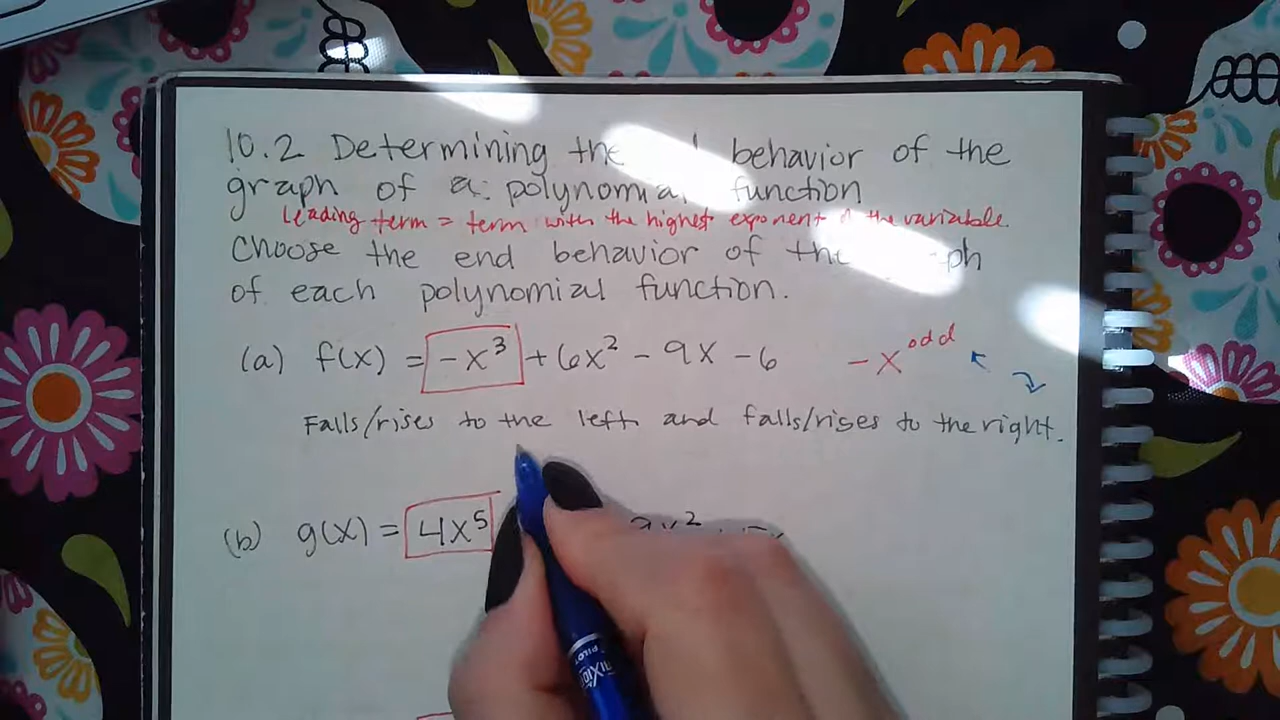 10.2 Determining the behavior of the
graph of a polynomial function
Leading term = term with the highest exponent the variable.
Choose the end behavior of the
of each polynomial function.
(a) f(x) = -x³ + 6x² - 9x - 6 -x^odd
Falls/rises to the left and falls/rises to the right.
(b) g(x) = 4x⁵
PILOT